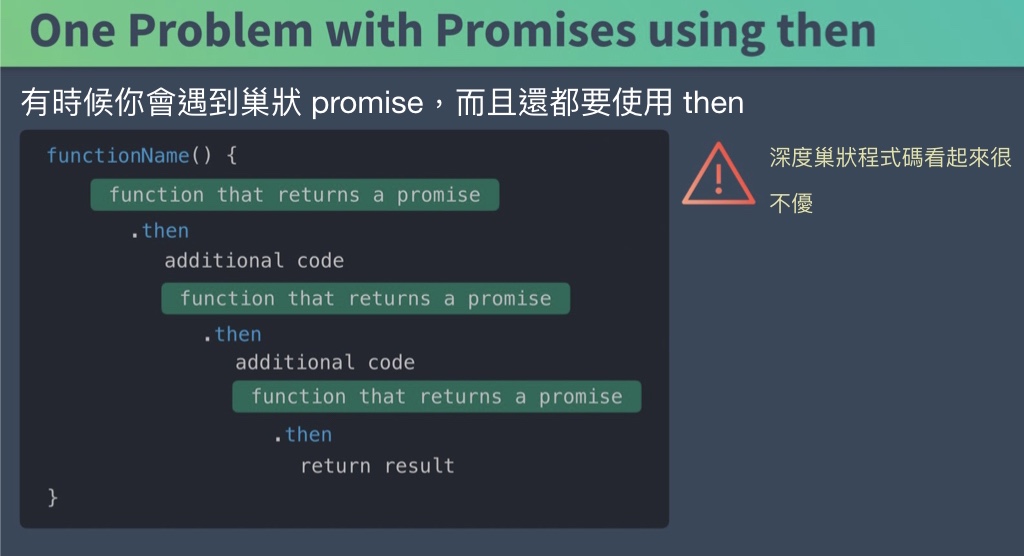 One Problem with Promises using then
有時候你會遇到巢狀 promise，而且還都要使用 then
functionName() {
function that returns a promise
.then
additional code
function that returns a promise
.then
additional code
function that returns a promise
.then
return result
}
深度巢狀程式碼看起來很
不優